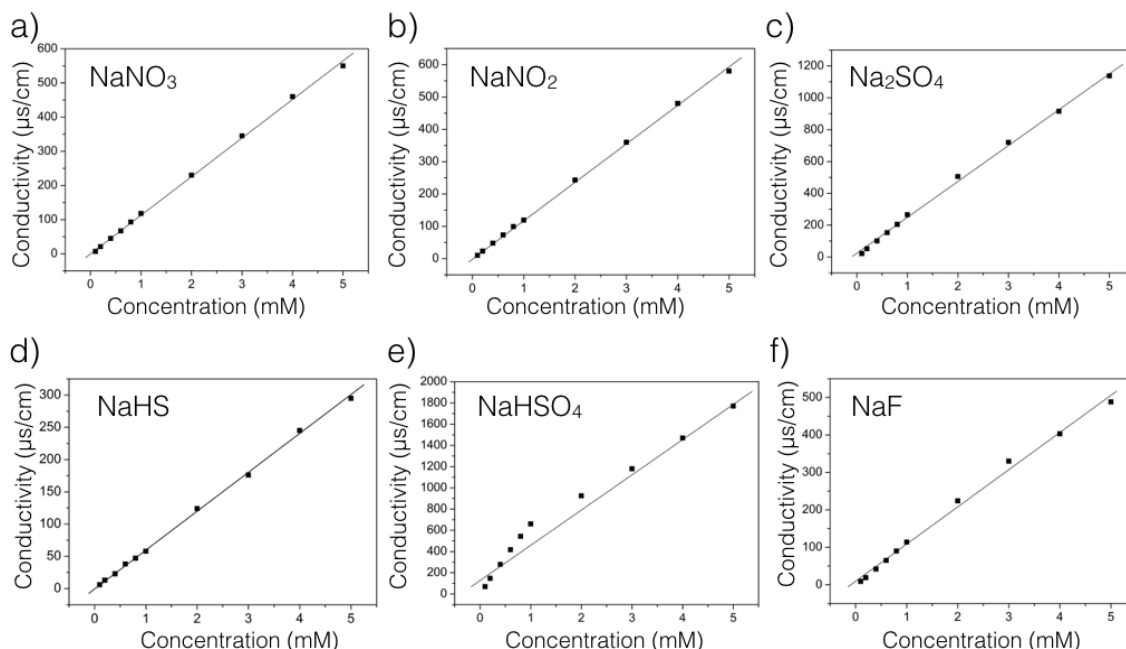 a)
NaNO₃
Conductivity (µs/cm)
600
500
400
300
200
100
0
0 1 2 3 4 5
Concentration (mM)
b)
NaNO₂
Conductivity (µs/cm)
600
500
400
300
200
100
0
0 1 2 3 4 5
Concentration (mM)
c)
Na₂SO₄
Conductivity (µs/cm)
1200
1000
800
600
400
200
0
0 1 2 3 4 5
Concentration (mM)
d)
NaHS
Conductivity (µs/cm)
300
250
200
150
100
50
0
0 1 2 3 4 5
Concentration (mM)
e)
NaHSO₄
Conductivity (µs/cm)
2000
1800
1600
1400
1200
1000
800
600
400
200
0
0 1 2 3 4 5
Concentration (mM)
f)
NaF
Conductivity (µs/cm)
500
400
300
200
100
0
0 1 2 3 4 5
Concentration (mM)